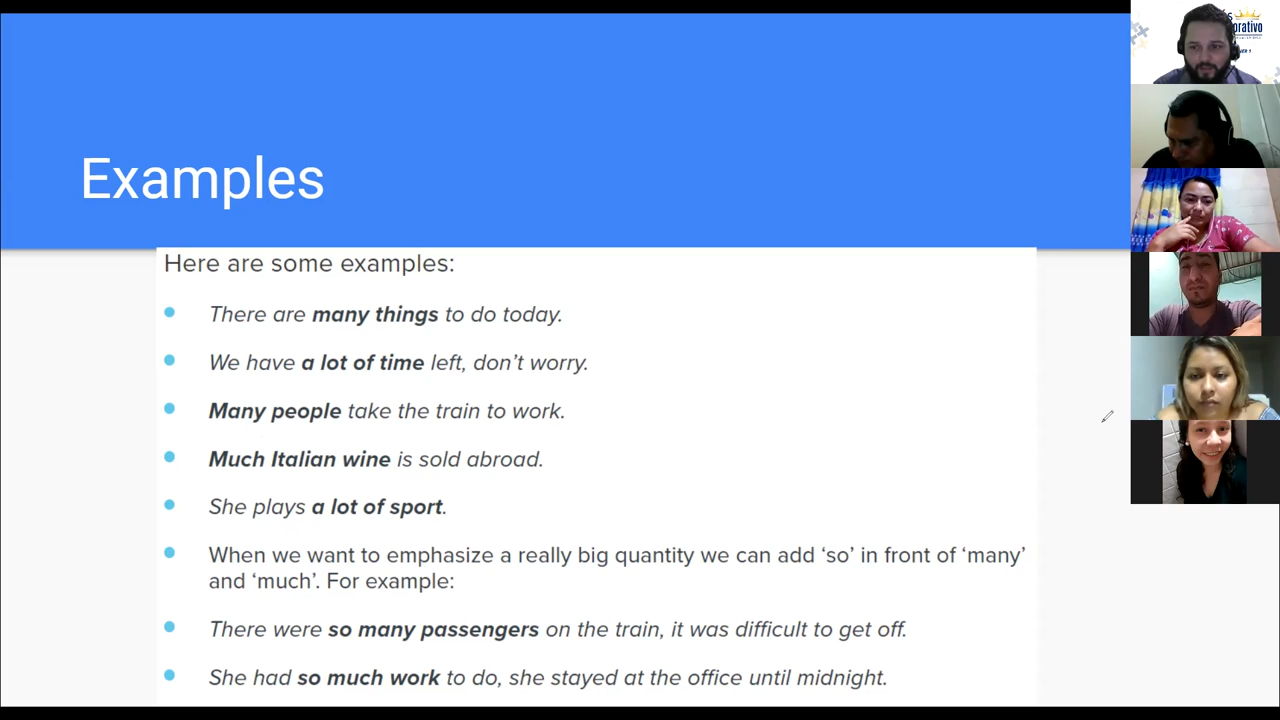 Examples
Here are some examples:
There are many things to do today.
We have a lot of time left, don’t worry.
Many people take the train to work.
Much Italian wine is sold abroad.
She plays a lot of sport.
When we want to emphasize a really big quantity we can add ‘so’ in front of ‘many’
and ‘much’. For example:
There were so many passengers on the train, it was difficult to get off.
She had so much work to do, she stayed at the office until midnight.